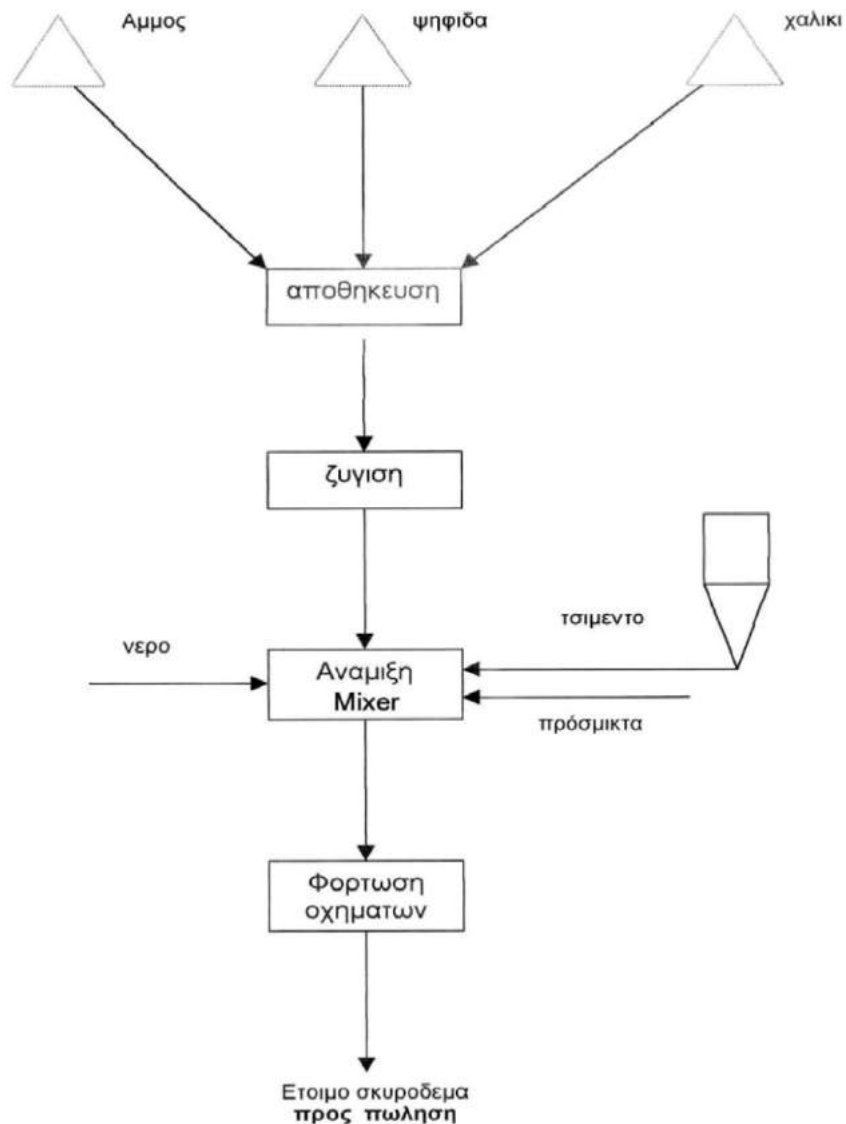 Αμμος
ψηφιδα
χαλικι
αποθηκευση
ζυγιση
τσιμεντο
νερο
Αναμιξη
Mixer
πρόσμικτα
Φορτωση
οχηματων
Ετοιμο σκυροδεμα
προς πωληση